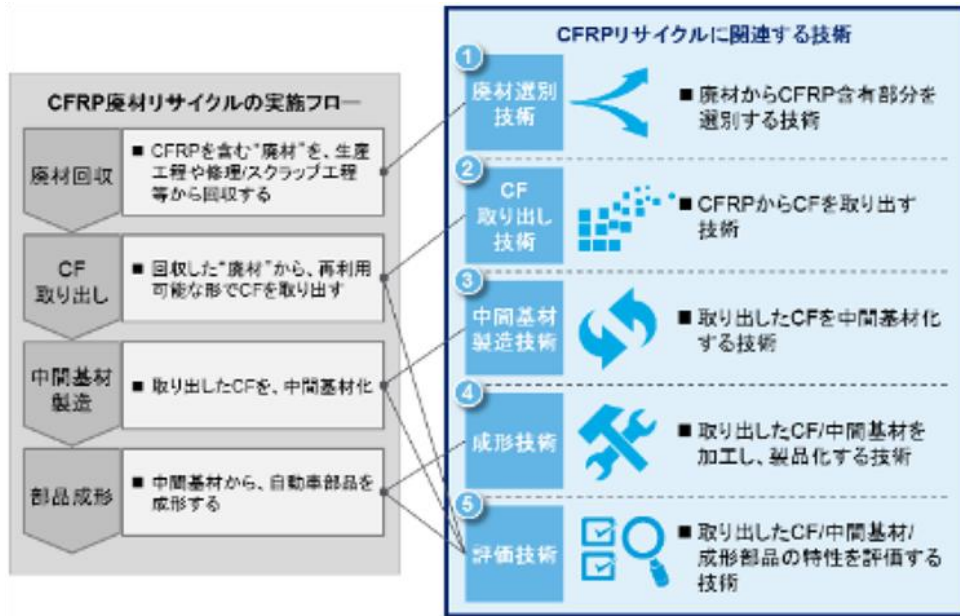 CFRP廃材リサイクルの実施フロー
廃材回収
■ CFRPを含む“廃材”を、生産
工程や修理/スクラップ工程
等から回収する
CF
取り出し
■ 回収した“廃材”から、再利用
可能な形でCFを取り出す
中間基材
製造
■ 取り出したCFを、中間基材化
部品成形
■ 中間基材から、自動車部品を
成形する
CFRPリサイクルに関連する技術
1
廃材選別
技術
■ 廃材からCFRP含有部分を
選別する技術
2
CF
取り出し
技術
■ CFRPからCFを取り出す
技術
3
中間基材
製造技術
■ 取り出したCFを中間基材化
する技術
4
成形技術
■ 取り出したCF/中間基材を
加工し、製品化する技術
5
評価技術
■ 取り出したCF/中間基材/
成形部品の特性を評価する
技術